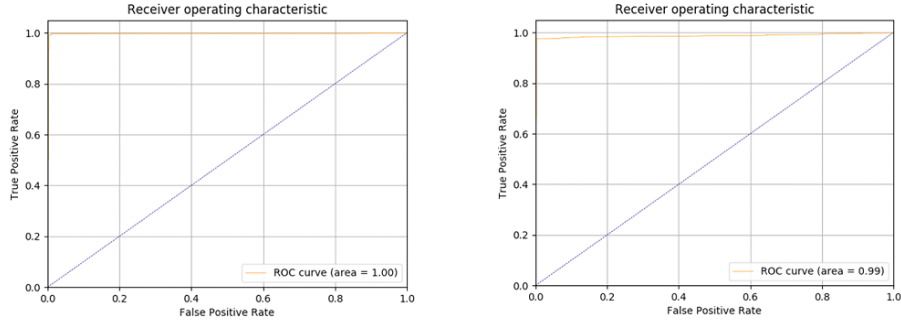 Receiver operating characteristic
1.0
0.8
0.6
0.4
0.2
0.0
True Positive Rate
0.0 0.2 0.4 0.6 0.8 1.0
False Positive Rate
ROC curve (area = 1.00)
Receiver operating characteristic
1.0
0.8
0.6
0.4
0.2
0.0
True Positive Rate
0.0 0.2 0.4 0.6 0.8 1.0
False Positive Rate
ROC curve (area = 0.99)